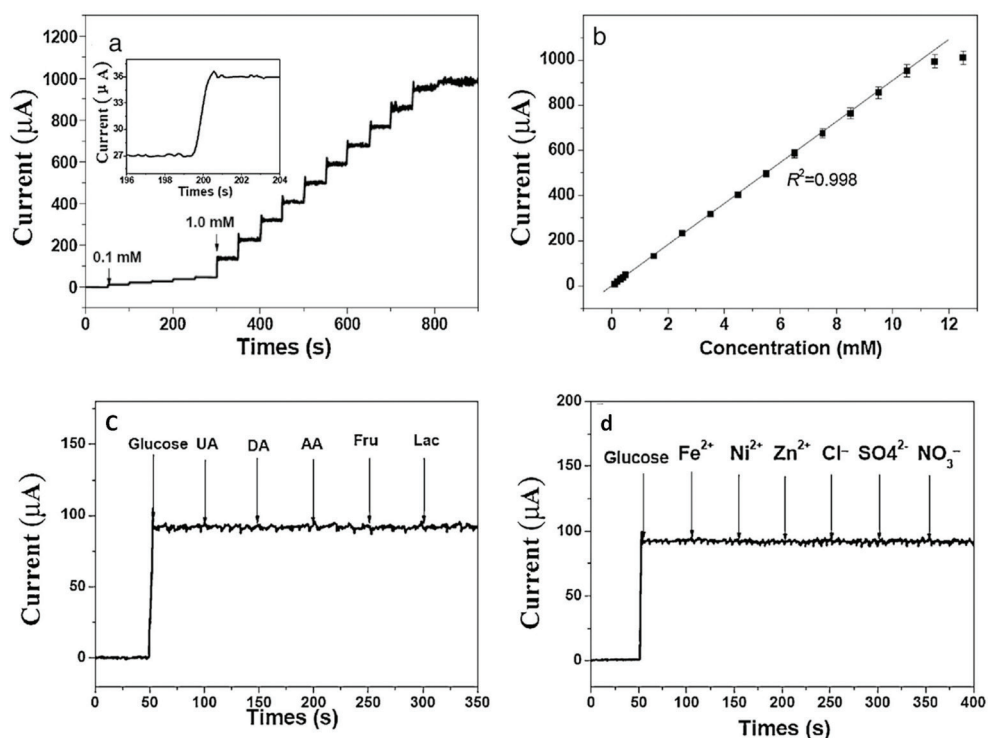 a
Current (μA)
1200
1000
800
600
400
200
0
0.1 mM
1.0 mM
0
200
400
600
800
Times (s)
Current (μ A)
36
33
30
27
196
198
200
202
204
Times (s)
b
Current (μA)
1000
800
600
400
200
0
R²=0.998
0
2
4
6
8
10
12
Concentration (mM)
c
Current (μA)
150
100
50
0
Glucose
UA
DA
AA
Fru
Lac
0
50
100
150
200
250
300
350
Times (s)
d
Current (μA)
200
150
100
50
0
Glucose
Fe²⁺
Ni²⁺
Zn²⁺
Cl⁻
SO4²⁻
NO₃⁻
0
50
100
150
200
250
300
350
400
Times (s)